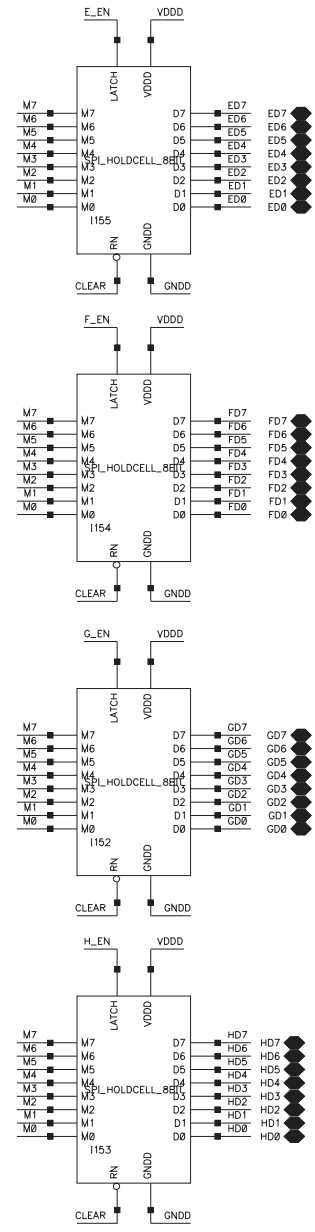 E_EN VDDD
LATCH VDDD
M7 M7 D7 ED7 ED7
M6 M6 D6 ED6 ED6
M5 M5 D5 ED5 ED5
M4 M4 D4 ED4 ED4
SPI_HOLDCELL_8BIT
M3 M3 D3 ED3 ED3
M2 M2 D2 ED2 ED2
M1 M1 D1 ED1 ED1
M0 M0 D0 ED0 ED0
I155
RN GNDD
CLEAR GNDD
F_EN VDDD
LATCH VDDD
M7 M7 D7 FD7 FD7
M6 M6 D6 FD6 FD6
M5 M5 D5 FD5 FD5
M4 M4 D4 FD4 FD4
SPI_HOLDCELL_8BIT
M3 M3 D3 FD3 FD3
M2 M2 D2 FD2 FD2
M1 M1 D1 FD1 FD1
M0 M0 D0 FD0 FD0
I154
RN GNDD
CLEAR GNDD
G_EN VDDD
LATCH VDDD
M7 M7 D7 GD7 GD7
M6 M6 D6 GD6 GD6
M5 M5 D5 GD5 GD5
M4 M4 D4 GD4 GD4
SPI_HOLDCELL_8BIT
M3 M3 D3 GD3 GD3
M2 M2 D2 GD2 GD2
M1 M1 D1 GD1 GD1
M0 M0 D0 GD0 GD0
I152
RN GNDD
CLEAR GNDD
H_EN VDDD
LATCH VDDD
M7 M7 D7 HD7 HD7
M6 M6 D6 HD6 HD6
M5 M5 D5 HD5 HD5
M4 M4 D4 HD4 HD4
SPI_HOLDCELL_8BIT
M3 M3 D3 HD3 HD3
M2 M2 D2 HD2 HD2
M1 M1 D1 HD1 HD1
M0 M0 D0 HD0 HD0
I153
RN GNDD
CLEAR GNDD